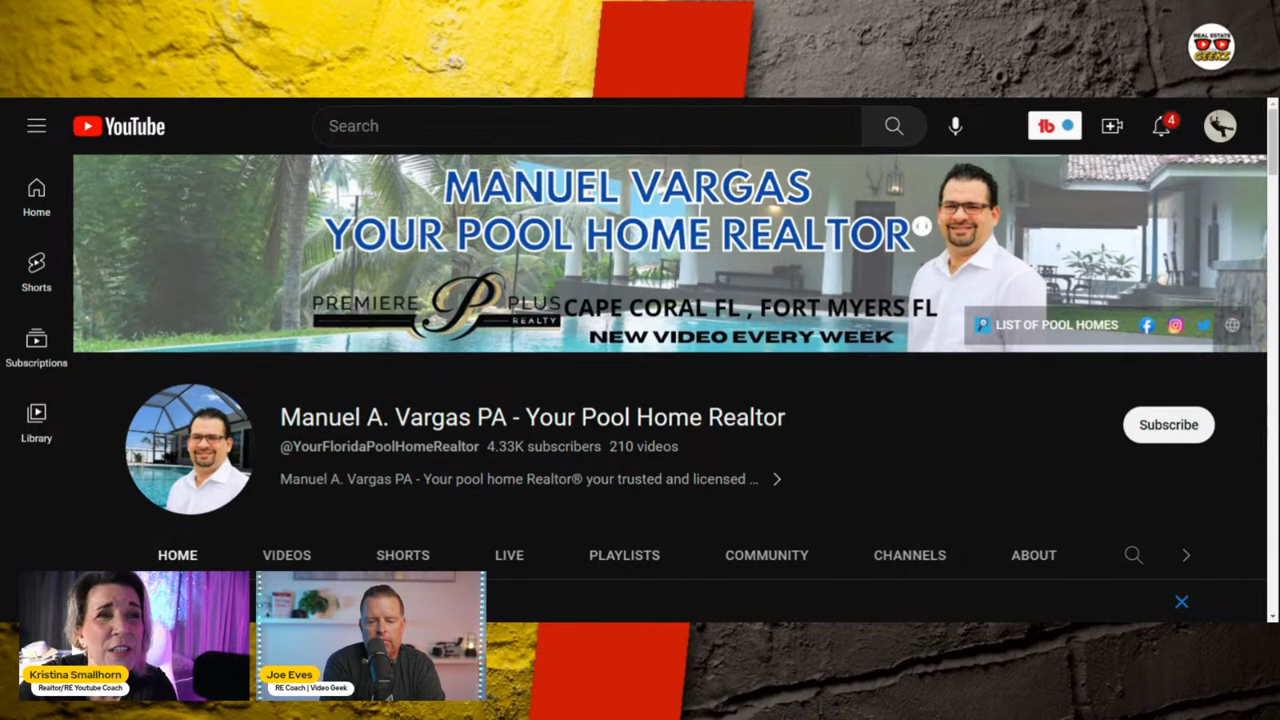 REAL ESTATE
GEEKS
YouTube
Search
4
Home
Shorts
Subscriptions
Library
MANUEL VARGAS
YOUR POOL HOME REALTOR®
PREMIERE PLUS
REALTY
CAPE CORAL FL , FORT MYERS FL
NEW VIDEO EVERY WEEK
LIST OF POOL HOMES
Manuel A. Vargas PA - Your Pool Home Realtor
@YourFloridaPoolHomeRealtor 4.33K subscribers 210 videos
Manuel A. Vargas PA - Your pool home Realtor® your trusted and licensed ...
Subscribe
HOME VIDEOS SHORTS LIVE PLAYLISTS COMMUNITY CHANNELS ABOUT
Kristina Smallhorn
Realtor/RE Youtube Coach
Joe Eves
RE Coach | Video Geek